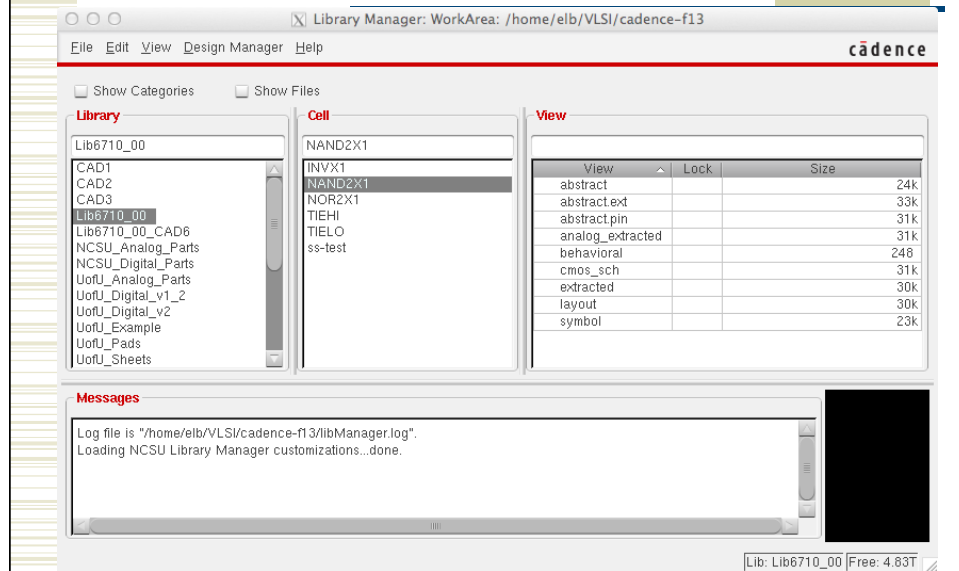 Library Manager: WorkArea: /home/elb/VLSI/cadence-f13
File Edit View Design Manager Help
cādence
Show Categories Show Files
Library
Lib6710_00
CAD1
CAD2
CAD3
Lib6710_00
Lib6710_00_CAD6
NCSU_Analog_Parts
NCSU_Digital_Parts
UofU_Analog_Parts
UofU_Digital_v1_2
UofU_Digital_v2
UofU_Example
UofU_Pads
UofU_Sheets
Cell
NAND2X1
INVX1
NAND2X1
NOR2X1
TIEHI
TIELO
ss-test
View
View Lock Size
abstract 24k
abstract.ext 33k
abstract.pin 31k
analog_extracted 31k
behavioral 248
cmos_sch 31k
extracted 30k
layout 30k
symbol 23k
Messages
Log file is "/home/elb/VLSI/cadence-f13/libManager.log".
Loading NCSU Library Manager customizations...done.
Lib: Lib6710_00 Free: 4.83T